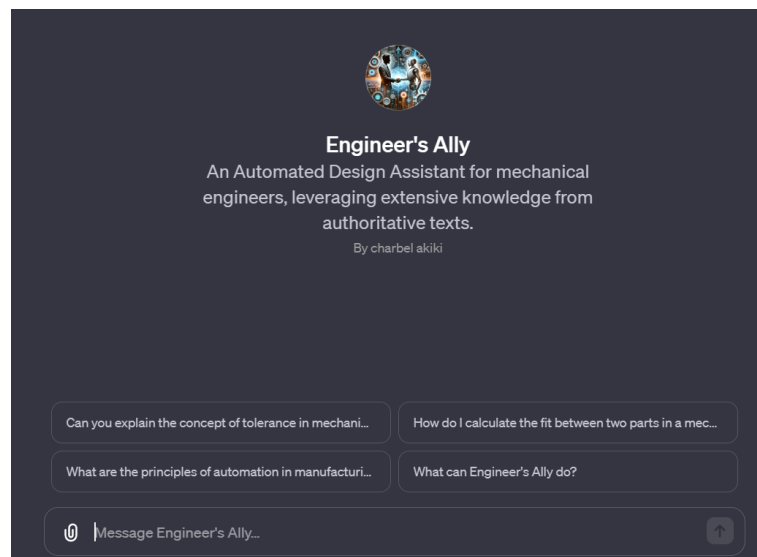 Engineer's Ally
An Automated Design Assistant for mechanical
engineers, leveraging extensive knowledge from
authoritative texts.
By charbel akiki
Can you explain the concept of tolerance in mechani...
How do I calculate the fit between two parts in a mec...
What are the principles of automation in manufacturi...
What can Engineer's Ally do?
Message Engineer's Ally...